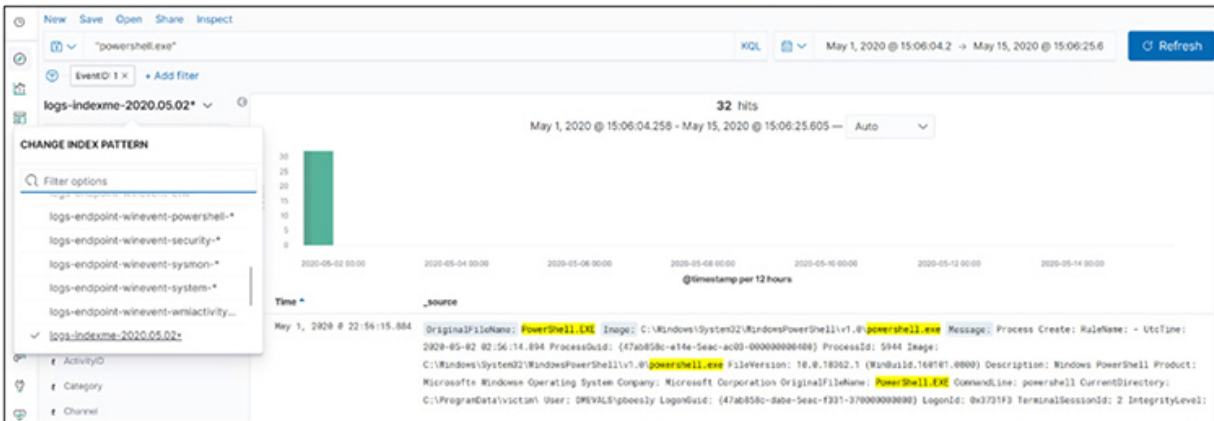 New Save Open Share Inspect
"powershell.exe"
KQL
May 1, 2020 @ 15:06:04.2 → May 15, 2020 @ 15:06:25.6
Refresh
EventID: 1 ×
+ Add filter
logs-indexme-2020.05.02*
CHANGE INDEX PATTERN
Filter options
logs-endpoint-winevent-powershell-*
logs-endpoint-winevent-security-*
logs-endpoint-winevent-sysmon-*
logs-endpoint-winevent-system-*
logs-endpoint-winevent-wmiactivity...
logs-indexme-2020.05.02*
t ActivityID
t Category
t Channel
32 hits
May 1, 2020 @ 15:06:04.258 - May 15, 2020 @ 15:06:25.605 — Auto
30
25
20
15
10
5
0
2020-05-02 00:00 2020-05-04 00:00 2020-05-06 00:00 2020-05-08 00:00 2020-05-10 00:00 2020-05-12 00:00 2020-05-14 00:00
@timestamp per 12 hours
Time _source
May 1, 2020 @ 22:56:15.884 OriginalFileName: PowerShell.EXE Image: C:\Windows\System32\WindowsPowerShell\v1.0\powershell.exe Message: Process Create: RuleName: - UtcTime:
2020-05-02 02:56:14.894 ProcessGuid: {47ab858c-e14e-5eac-ac03-000000000400} ProcessId: 5944 Image:
C:\Windows\System32\WindowsPowerShell\v1.0\powershell.exe FileVersion: 10.0.18362.1 (WinBuild.160101.0800) Description: Windows PowerShell Product:
Microsoft® Windows® Operating System Company: Microsoft Corporation OriginalFileName: PowerShell.EXE CommandLine: powershell CurrentDirectory:
C:\ProgramData\victim\ User: DMEVALS\pbeesly LogonGuid: {47ab858c-dabe-5eac-f331-370000000000} LogonId: 0x3731F3 TerminalSessionId: 2 IntegrityLevel: